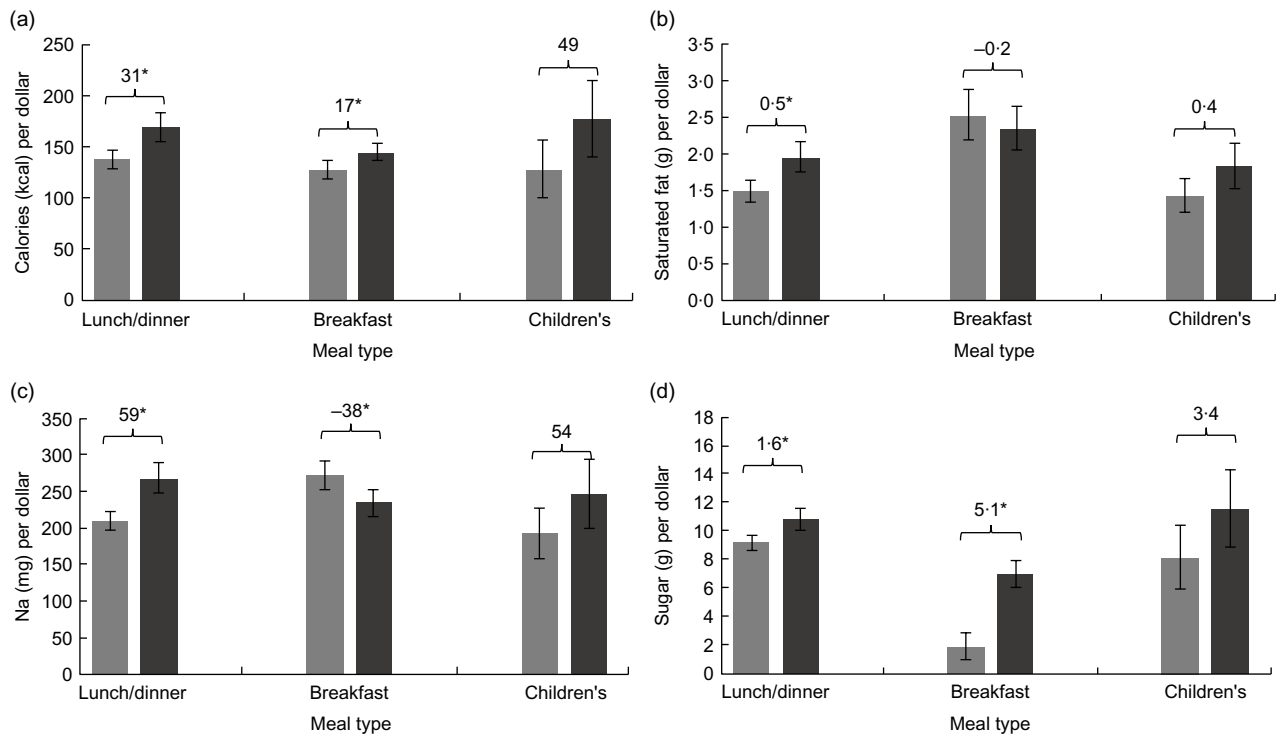 (a)
Calories (kcal) per dollar
250
200
150
100
50
0
31*
17*
49
Lunch/dinner
Breakfast
Children's
Meal type
(b)
Saturated fat (g) per dollar
3·5
3·0
2·5
2·0
1·5
1·0
0·5
0·0
0·5*
–0·2
0·4
Lunch/dinner
Breakfast
Children's
Meal type
(c)
Na (mg) per dollar
350
300
250
200
150
100
50
0
59*
–38*
54
Lunch/dinner
Breakfast
Children's
Meal type
(d)
Sugar (g) per dollar
18
16
14
12
10
8
6
4
2
0
1·6*
5·1*
3·4
Lunch/dinner
Breakfast
Children's
Meal type